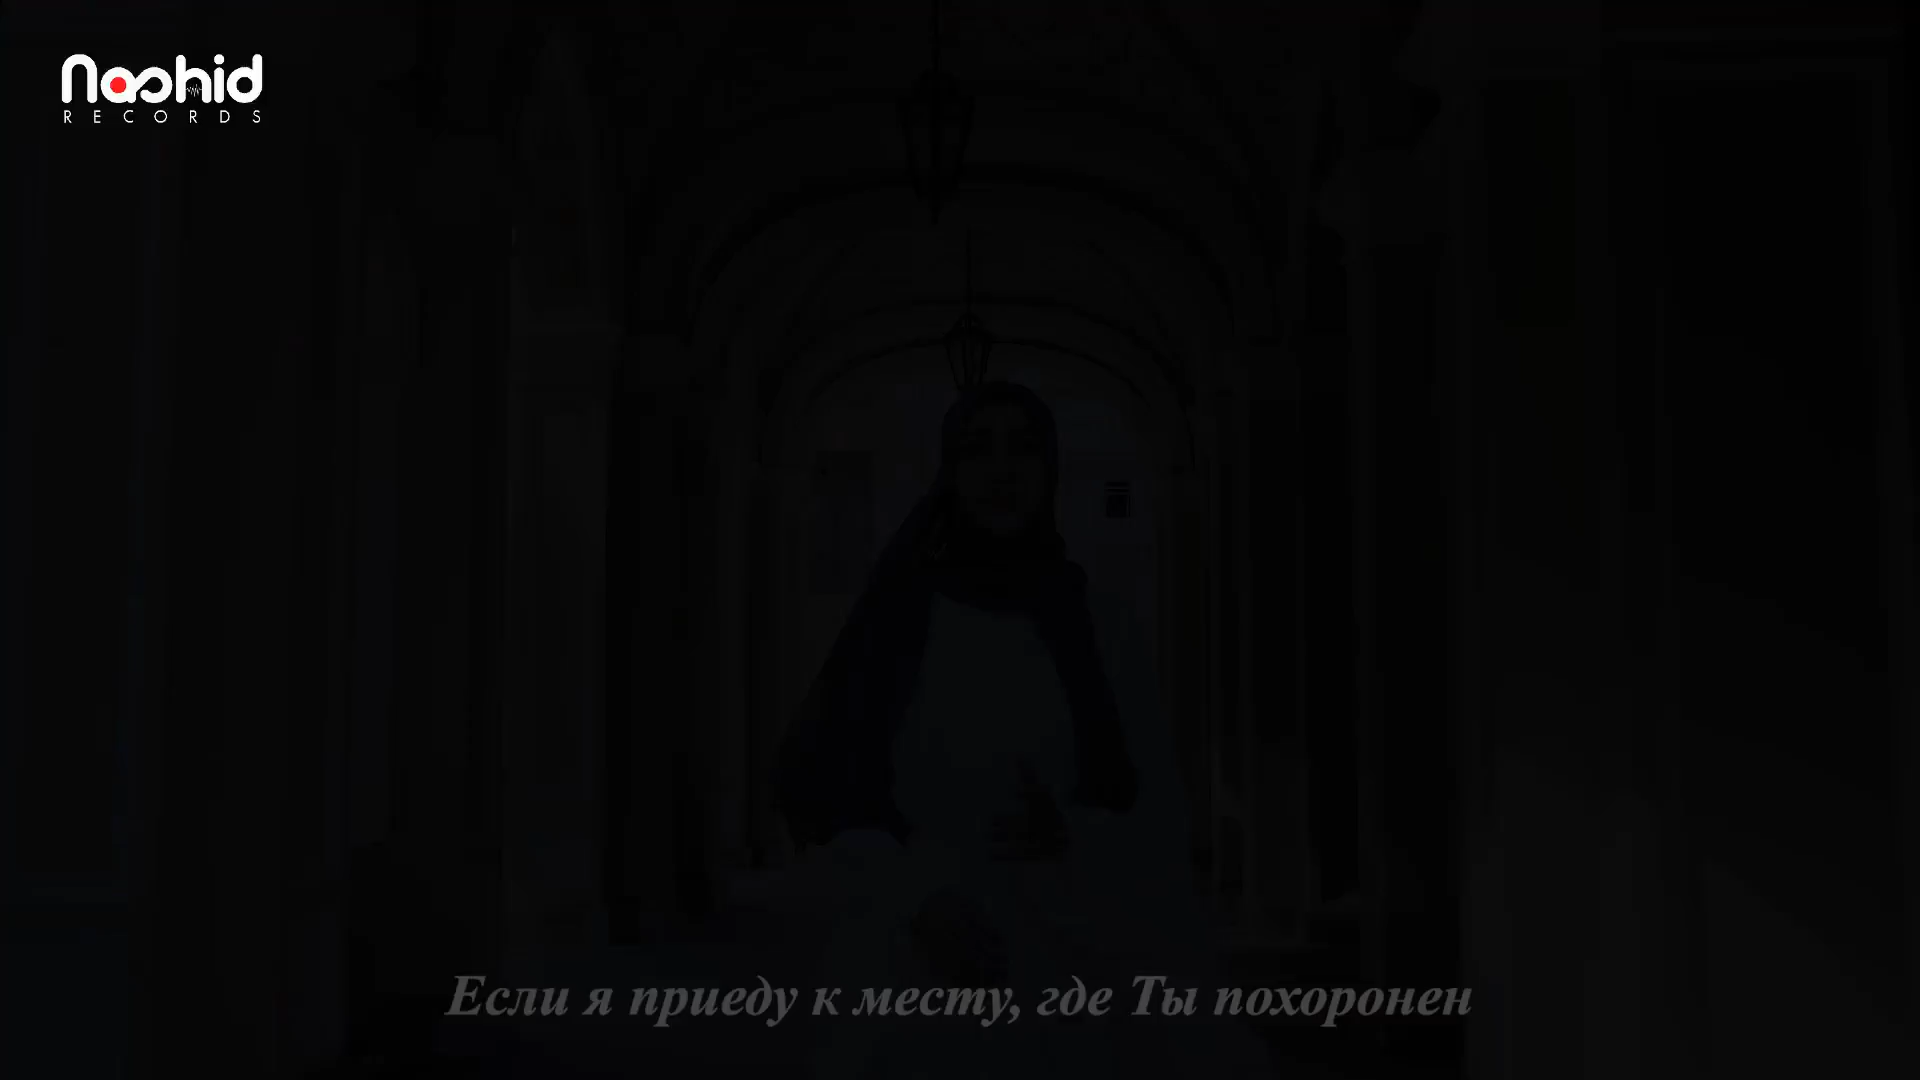 Nashid
RECORDS
Если я приеду к месту, где Ты похоронен